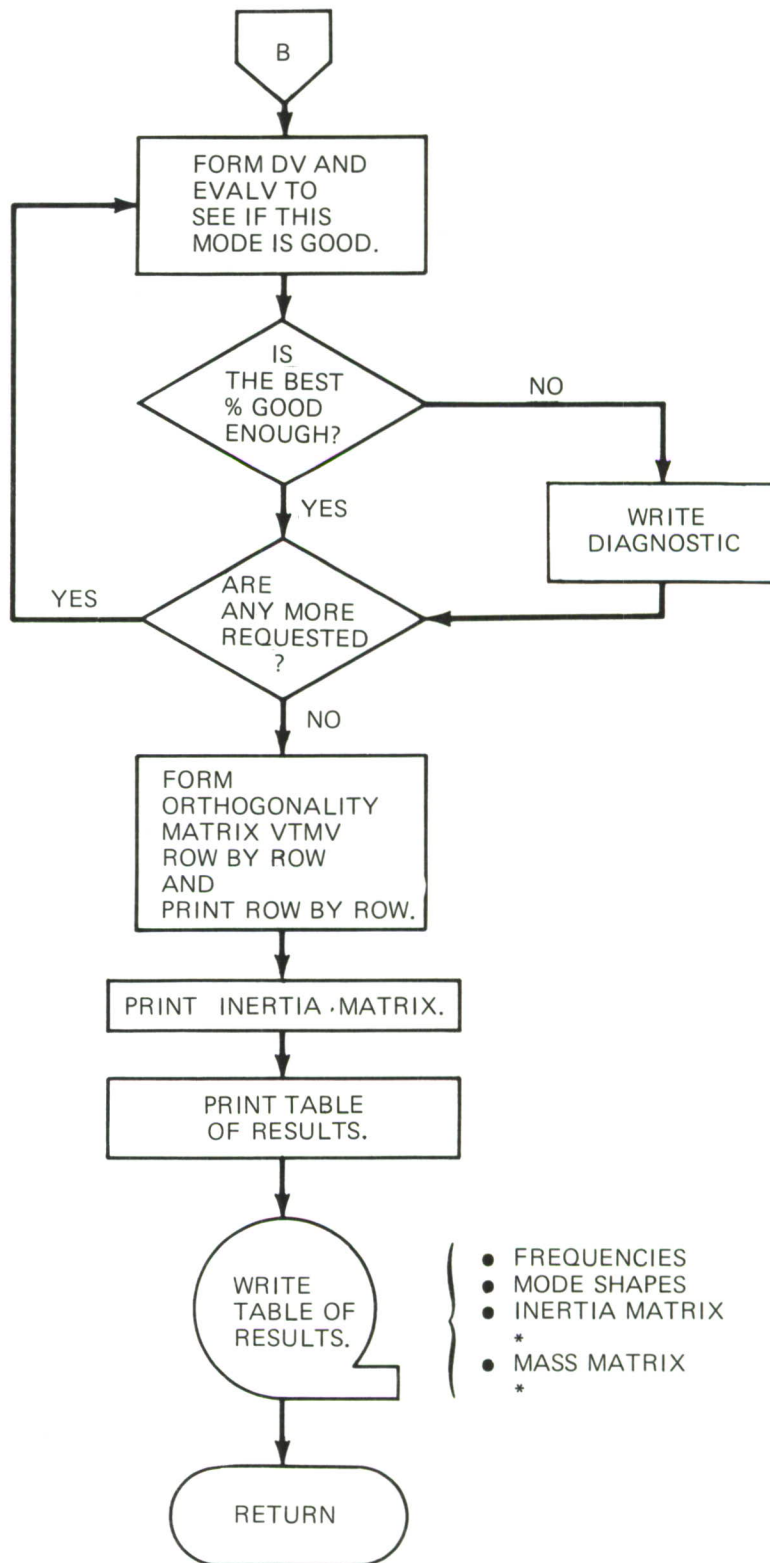 B
FORM DV AND
EVALV TO
SEE IF THIS
MODE IS GOOD.
IS
THE BEST
% GOOD
ENOUGH?
NO
YES
WRITE
DIAGNOSTIC
ARE
ANY MORE
REQUESTED
?
YES
NO
FORM
ORTHOGONALITY
MATRIX VTMV
ROW BY ROW
AND
PRINT ROW BY ROW.
PRINT INERTIA MATRIX.
PRINT TABLE
OF RESULTS.
WRITE
TABLE OF
RESULTS.
● FREQUENCIES
● MODE SHAPES
● INERTIA MATRIX
*
● MASS MATRIX
*
RETURN